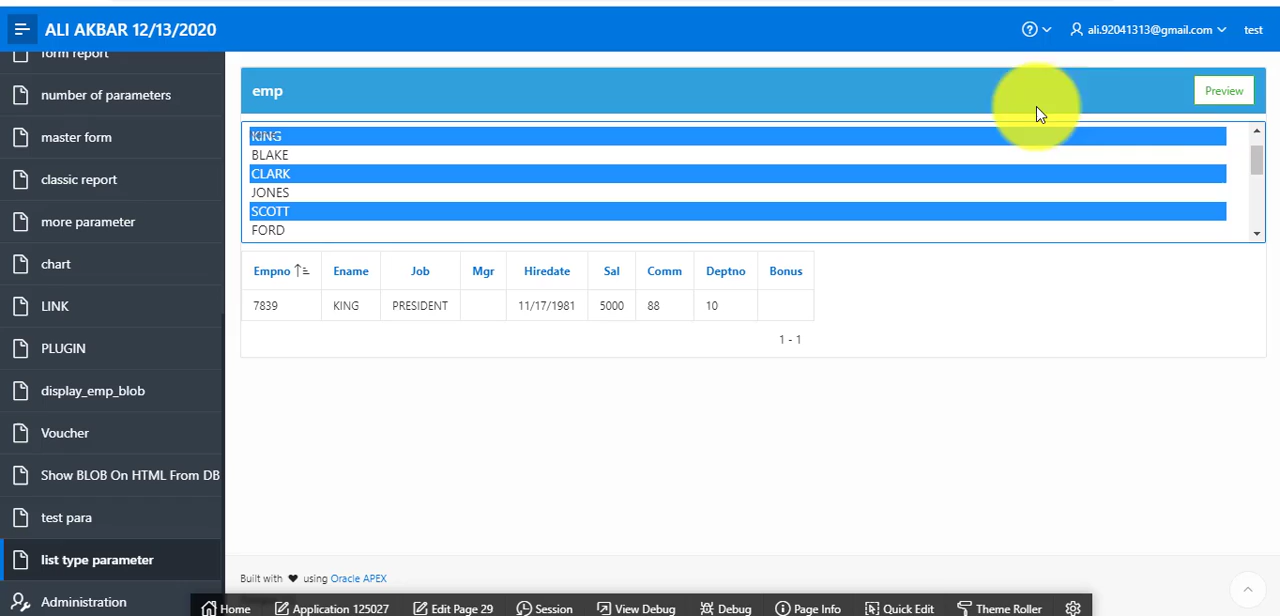 ALI AKBAR 12/13/2020
ali.92041313@gmail.com
test
form report
number of parameters
master form
classic report
more parameter
chart
LINK
PLUGIN
display_emp_blob
Voucher
Show BLOB On HTML From DB
test para
list type parameter
Administration
emp
Preview
KING
BLAKE
CLARK
JONES
SCOTT
FORD
Empno Ename Job Mgr Hiredate Sal Comm Deptno Bonus
7839 KING PRESIDENT 11/17/1981 5000 88 10
1 - 1
Built with ♥ using Oracle APEX
Home Application 125027 Edit Page 29 Session View Debug Debug Page Info Quick Edit Theme Roller